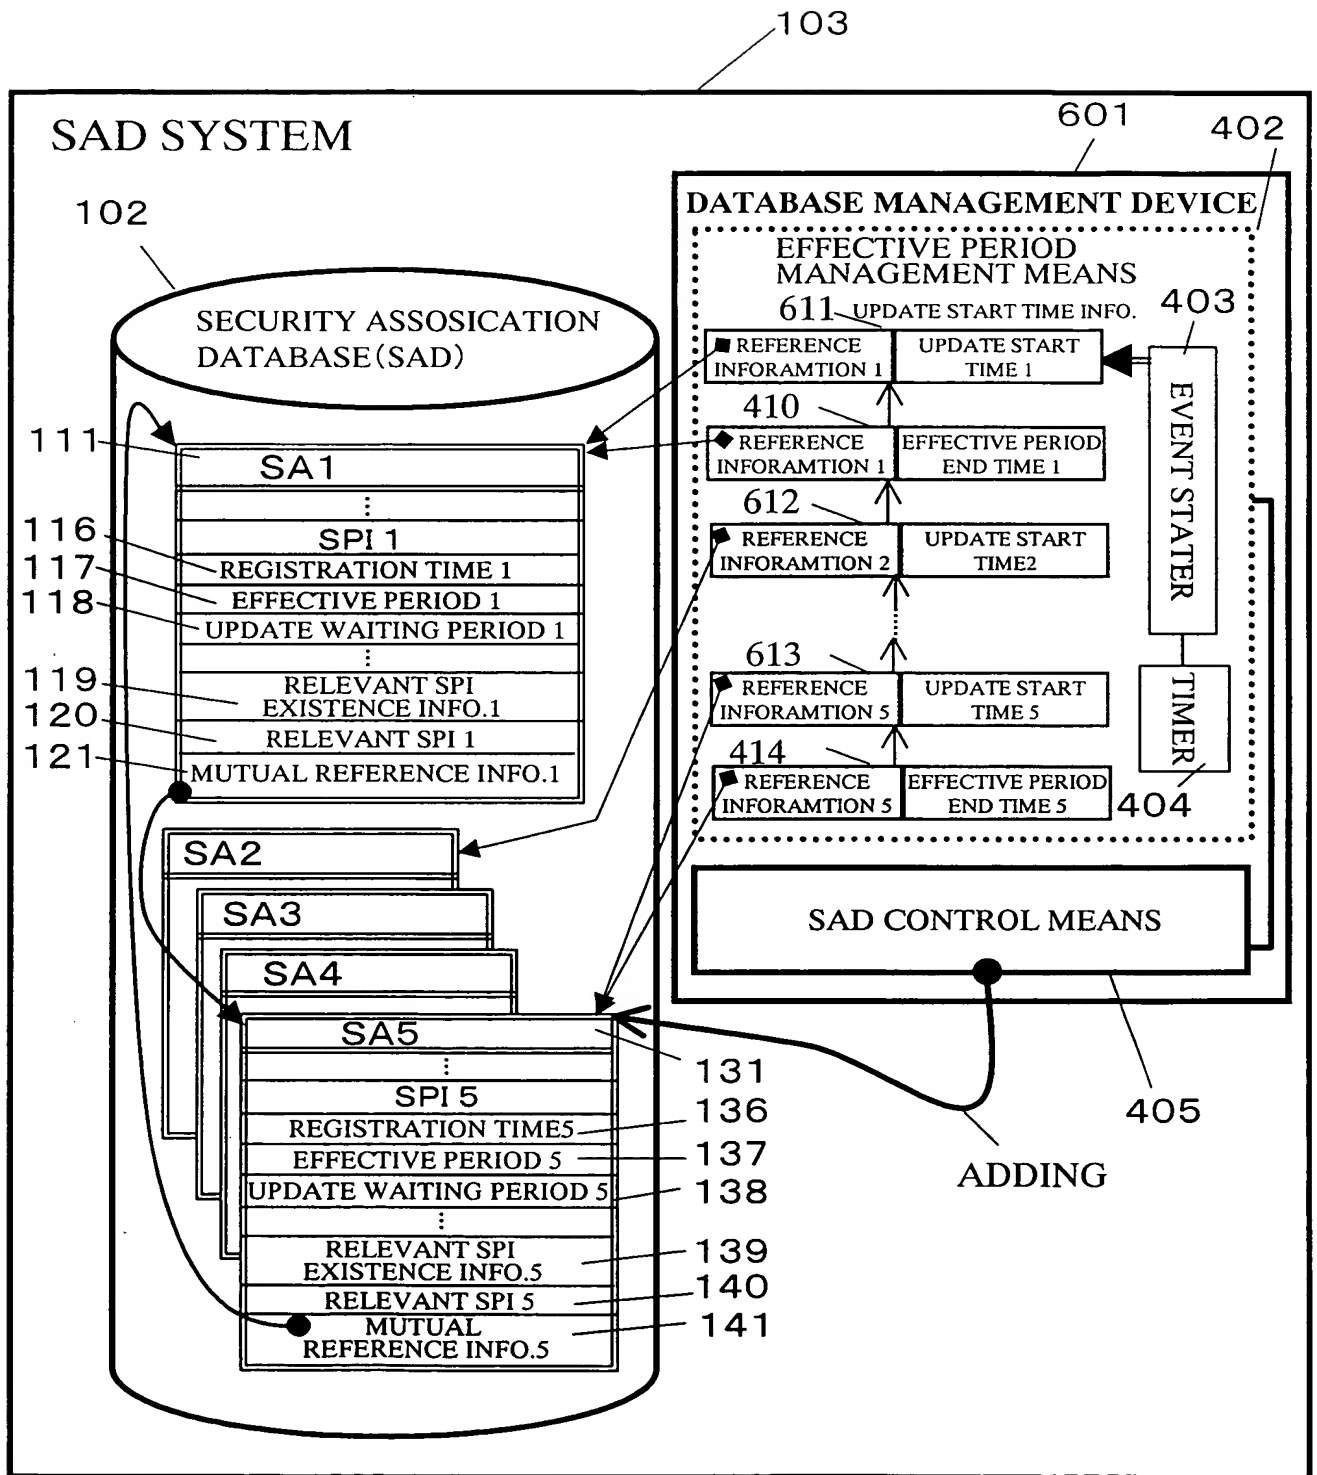 103
SAD SYSTEM
601
402
DATABASE MANAGEMENT DEVICE
102
EFFECTIVE PERIOD
MANAGEMENT MEANS
611 UPDATE START TIME INFO.
403
SECURITY ASSOSICATION
DATABASE(SAD)
REFERENCE
INFORAMTION 1
UPDATE START
TIME 1
EVENT STATER
410
REFERENCE
INFORAMTION 1
EFFECTIVE PERIOD
END TIME 1
612
REFERENCE
INFORAMTION 2
UPDATE START
TIME2
613
REFERENCE
INFORAMTION 5
UPDATE START
TIME 5
TIMER
414
REFERENCE
INFORAMTION 5
EFFECTIVE PERIOD
END TIME 5
404
SAD CONTROL MEANS
405
ADDING
111
SA1
⋮
SPI 1
116
REGISTRATION TIME 1
117
EFFECTIVE PERIOD 1
118
UPDATE WAITING PERIOD 1
⋮
119
RELEVANT SPI
EXISTENCE INFO.1
120
RELEVANT SPI 1
121
MUTUAL REFERENCE INFO.1
SA2
SA3
SA4
SA5
131
⋮
SPI 5
REGISTRATION TIME5
136
EFFECTIVE PERIOD 5
137
UPDATE WAITING PERIOD 5
138
⋮
RELEVANT SPI
EXISTENCE INFO.5
139
RELEVANT SPI 5
140
MUTUAL
REFERENCE INFO.5
141